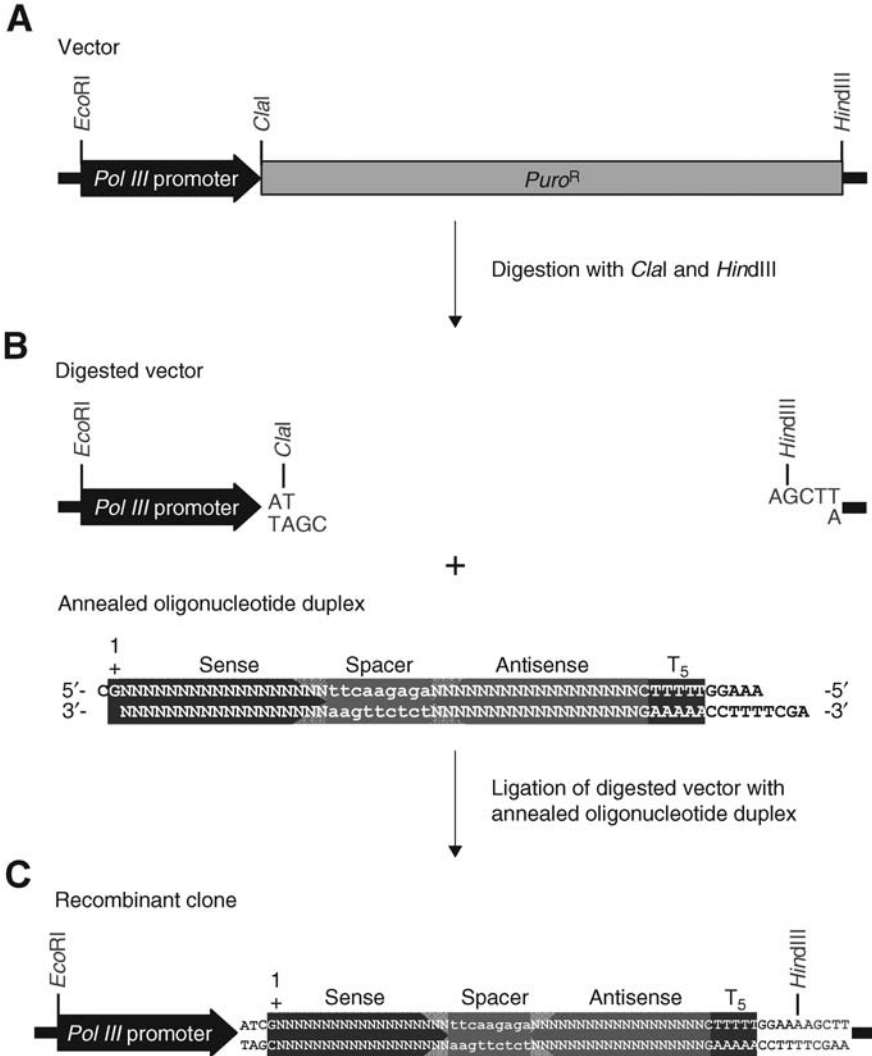 A
Vector
EcoRI
ClaI
HindIII
Pol III promoter
Puro^R
Digestion with ClaI and HindIII
B
Digested vector
EcoRI
ClaI
HindIII
Pol III promoter
AT
TAGC
AGCTT
A
+
Annealed oligonucleotide duplex
1
+
Sense Spacer Antisense T5
5′- CGNNNNNNNNNNNNNNNNNNttcaagagaNNNNNNNNNNNNNNNNNNCTTTTTGGAAA -5′
3′- NNNNNNNNNNNNNNNNNNaagttctctNNNNNNNNNNNNNNNNNNGAAAAACCTTTTCGA -3′
Ligation of digested vector with
annealed oligonucleotide duplex
C
Recombinant clone
EcoRI
HindIII
1
+
Sense Spacer Antisense T5
Pol III promoter
ATCGNNNNNNNNNNNNNNNNNNttcaagagaNNNNNNNNNNNNNNNNNNCTTTTTGGAAAAGCTT
TAGCNNNNNNNNNNNNNNNNNNaagttctctNNNNNNNNNNNNNNNNNNGAAAAACCTTTTCGAA